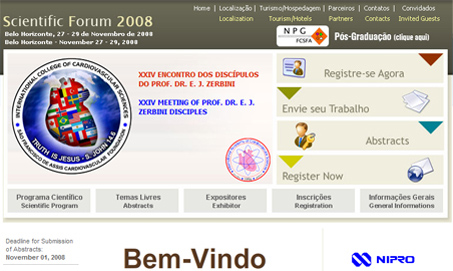 Scientific Forum 2008
Belo Horizonte, 27 - 29 de Novembro de 2008
Belo Horizonte - November 27 - 29, 2008
Home | Localização | Turismo/Hospedagem | Parceiros | Contatos | Convidados
Localization Tourism/Hotels Partners Contacts Invited Guests
NPG
FCSFA
Pós-Graduação (clique aqui)
INTERNATIONAL COLLEGE OF CARDIOVASCULAR SCIENCES
TRUTH IS JESUS - S. JOHN 14:6
SÃO FRANCISCO DE ASSIS CARDIOVASCULAR FOUNDATION
XXIV ENCONTRO DOS DISCÍPULOS
DO PROF. DR. E. J. ZERBINI
XXIV MEETING OF PROF. DR. E. J.
ZERBINI DISCIPLES
Registre-se Agora
Envie seu Trabalho
Abstracts
Register Now
Programa Científico
Scientific Program
Temas Livres
Abstracts
Expositores
Exhibitor
Inscrições
Registration
Informações Gerais
General Informations
Deadline for Submission
of Abstracts:
November 01, 2008
Bem-Vindo
NIPRO